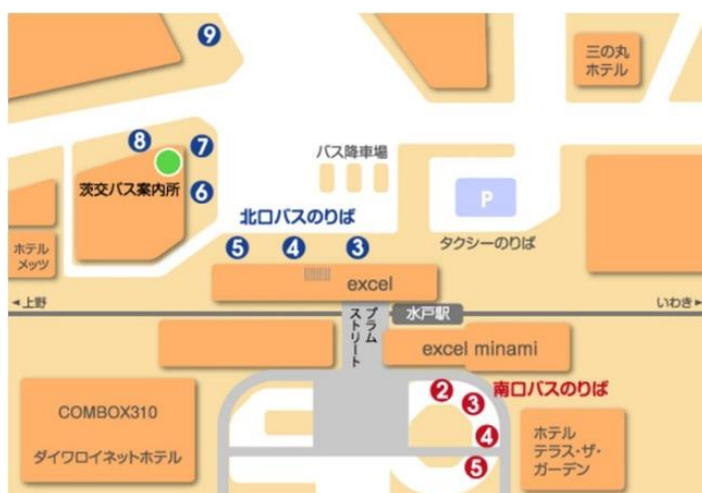 9
三の丸
ホテル
8
7
茨交バス案内所
6
バス降車場
P
タクシーのりば
北口バスのりば
5
4
3
ホテル
メッツ
excel
◄上野
水戸駅
いわき►
プラム
ストリート
excel minami
2
3
南口バスのりば
4
5
COMBOX310
ダイワロイネットホテル
ホテル
テラス・ザ・
ガーデン